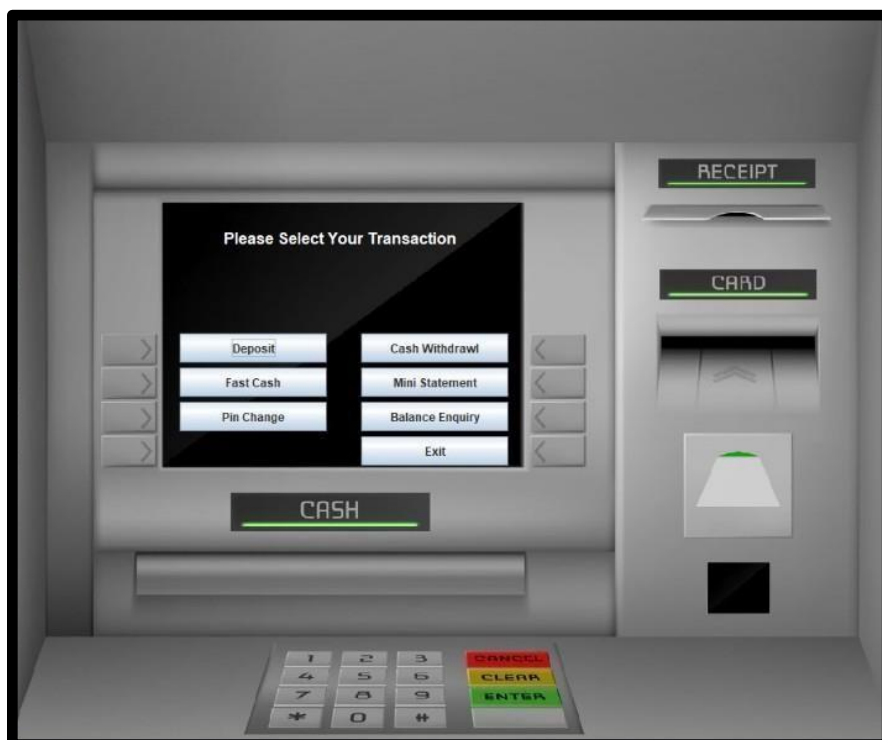 RECEIPT
Please Select Your Transaction
CARD
Deposit
Cash Withdrawl
Fast Cash
Mini Statement
Pin Change
Balance Enquiry
Exit
CASH
1 2 3 CANCEL
4 5 6 CLEAR
7 8 9 ENTER
* 0 #